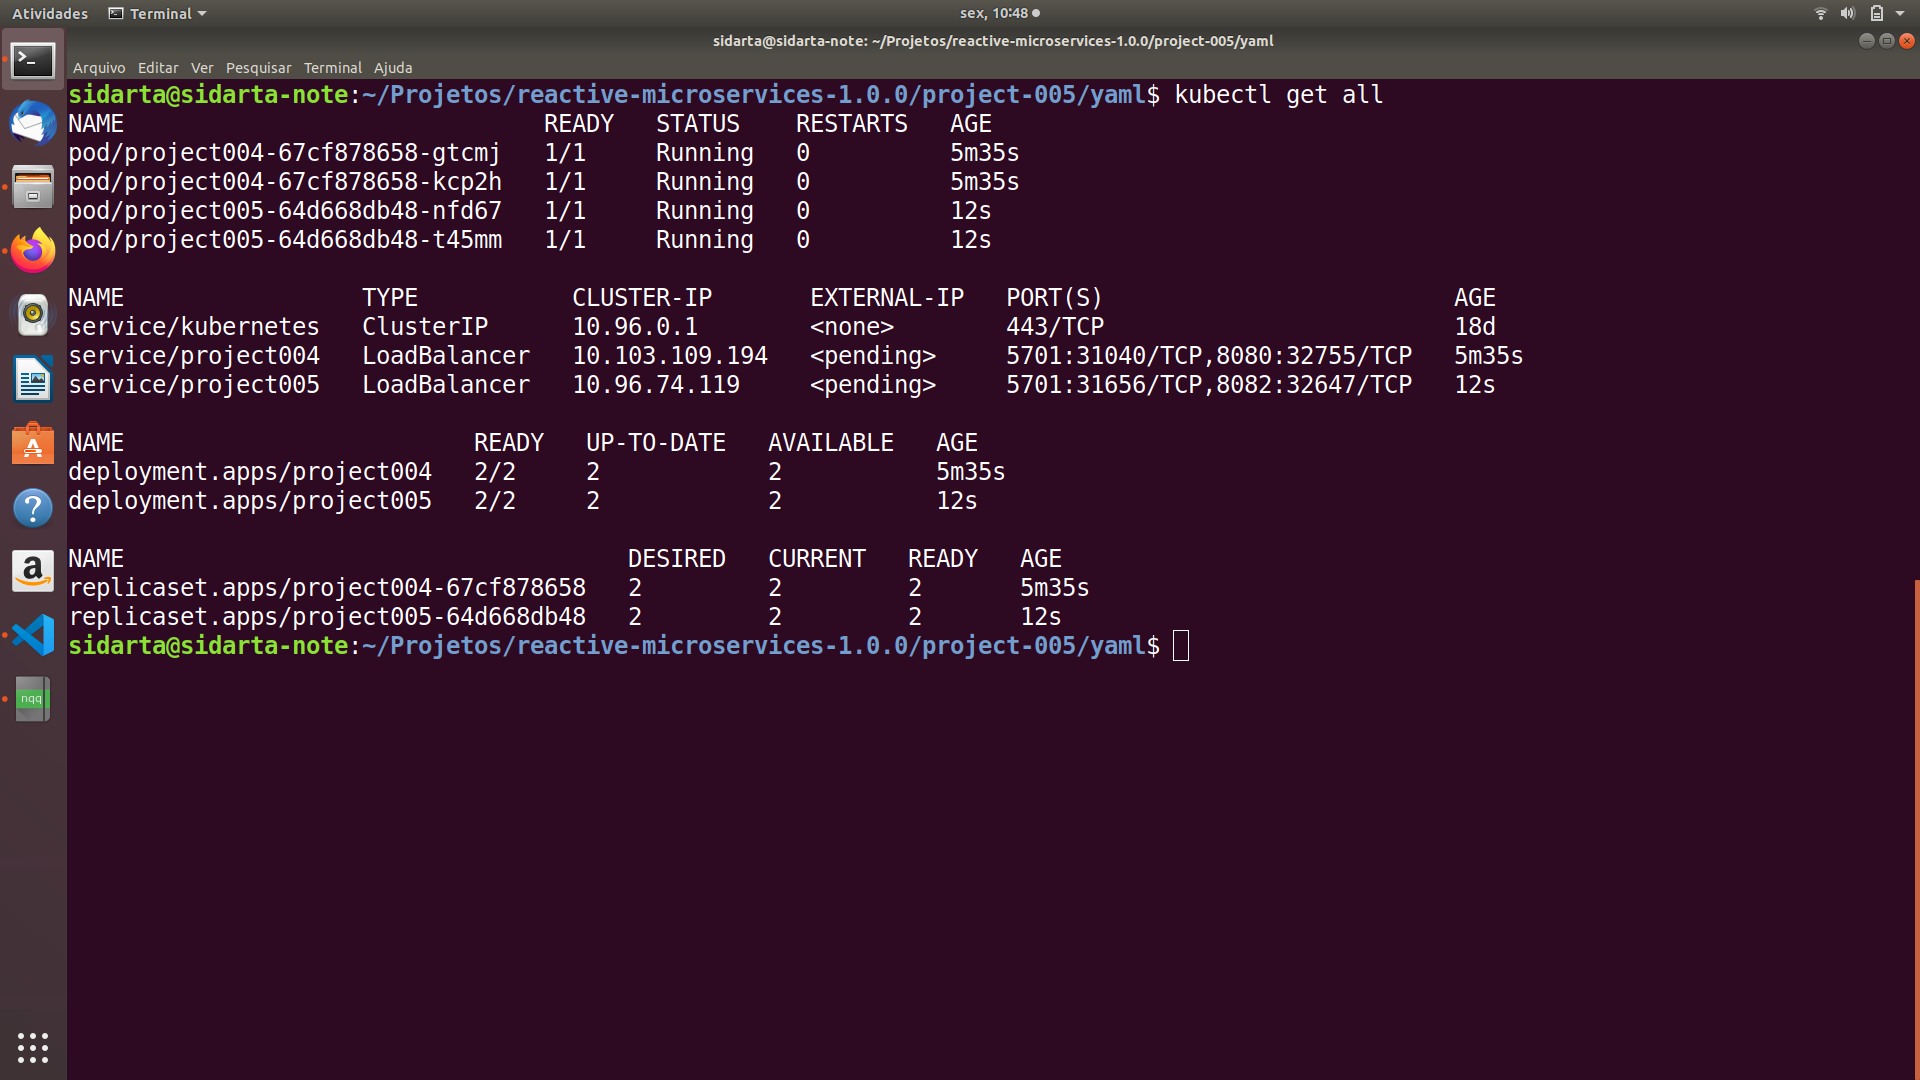 Atividades Terminal sex, 10:48
sidarta@sidarta-note: ~/Projetos/reactive-microservices-1.0.0/project-005/yaml
Arquivo Editar Ver Pesquisar Terminal Ajuda
sidarta@sidarta-note:~/Projetos/reactive-microservices-1.0.0/project-005/yaml$ kubectl get all
NAME READY STATUS RESTARTS AGE
pod/project004-67cf878658-gtcmj 1/1 Running 0 5m35s
pod/project004-67cf878658-kcp2h 1/1 Running 0 5m35s
pod/project005-64d668db48-nfd67 1/1 Running 0 12s
pod/project005-64d668db48-t45mm 1/1 Running 0 12s
NAME TYPE CLUSTER-IP EXTERNAL-IP PORT(S) AGE
service/kubernetes ClusterIP 10.96.0.1 <none> 443/TCP 18d
service/project004 LoadBalancer 10.103.109.194 <pending> 5701:31040/TCP,8080:32755/TCP 5m35s
service/project005 LoadBalancer 10.96.74.119 <pending> 5701:31656/TCP,8082:32647/TCP 12s
NAME READY UP-TO-DATE AVAILABLE AGE
deployment.apps/project004 2/2 2 2 5m35s
deployment.apps/project005 2/2 2 2 12s
NAME DESIRED CURRENT READY AGE
replicaset.apps/project004-67cf878658 2 2 2 5m35s
replicaset.apps/project005-64d668db48 2 2 2 12s
sidarta@sidarta-note:~/Projetos/reactive-microservices-1.0.0/project-005/yaml$
nqq